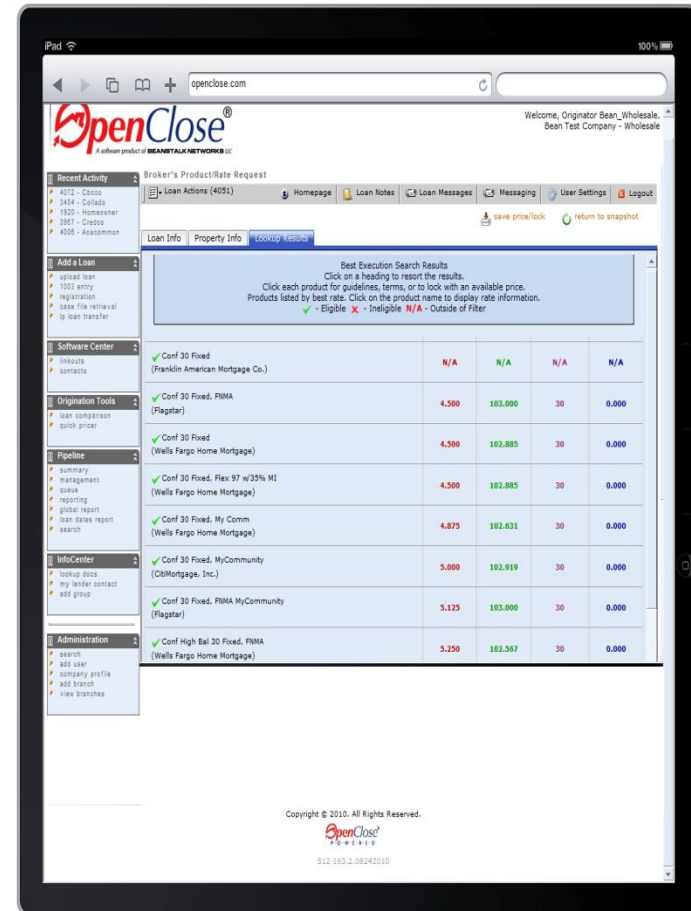 iPad
100%
openclose.com
OpenClose®
A software product of BEANSTALK NETWORKS LLC
Welcome, Originator Bean_Wholesale.
Bean Test Company - Wholesale
Recent Activity
4072 - Cboco
3404 - Collado
1920 - Homeowner
3967 - Credco
4008 - Aoacommon
Add a Loan
upload loan
1003 entry
registration
case file retrieval
lp loan transfer
Software Center
linkouts
contacts
Origination Tools
loan comparison
quick pricer
Pipeline
summary
management
queue
reporting
global report
loan dates report
search
InfoCenter
lookup docs
my lender contact
add group
Administration
search
add user
company profile
add branch
view branches
Broker's Product/Rate Request
Loan Actions (4051) Homepage Loan Notes Loan Messages Messaging User Settings Logout
save price/lock return to snapshot
Loan Info Property Info Lookup Results
Best Execution Search Results
Click on a heading to resort the results.
Click each product for guidelines, terms, or to lock with an available price.
Products listed by best rate. Click on the product name to display rate information.
✓ - Eligible X - Ineligible N/A - Outside of Filter
Conf 30 Fixed
(Franklin American Mortgage Co.) N/A N/A N/A N/A
Conf 30 Fixed, FNMA
(Flagstar) 4.500 103.000 30 0.000
Conf 30 Fixed
(Wells Fargo Home Mortgage) 4.500 102.885 30 0.000
Conf 30 Fixed, Flex 97 w/35% MI
(Wells Fargo Home Mortgage) 4.500 102.885 30 0.000
Conf 30 Fixed, My Comm
(Wells Fargo Home Mortgage) 4.875 102.631 30 0.000
Conf 30 Fixed, MyCommunity
(CitiMortgage, Inc.) 5.000 102.919 30 0.000
Conf 30 Fixed, FNMA MyCommunity
(Flagstar) 5.125 103.000 30 0.000
Conf High Bal 30 Fixed, FNMA
(Wells Fargo Home Mortgage) 5.250 102.567 30 0.000
Copyright © 2010. All Rights Reserved.
OpenClose®
POWERED
S12 163.2.08242010